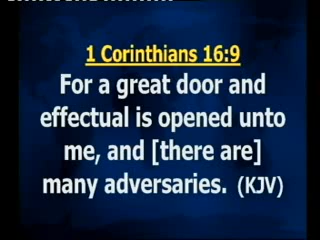 1 Corinthians 16:9
For a great door and
effectual is opened unto
me, and [there are]
many adversaries. (KJV)